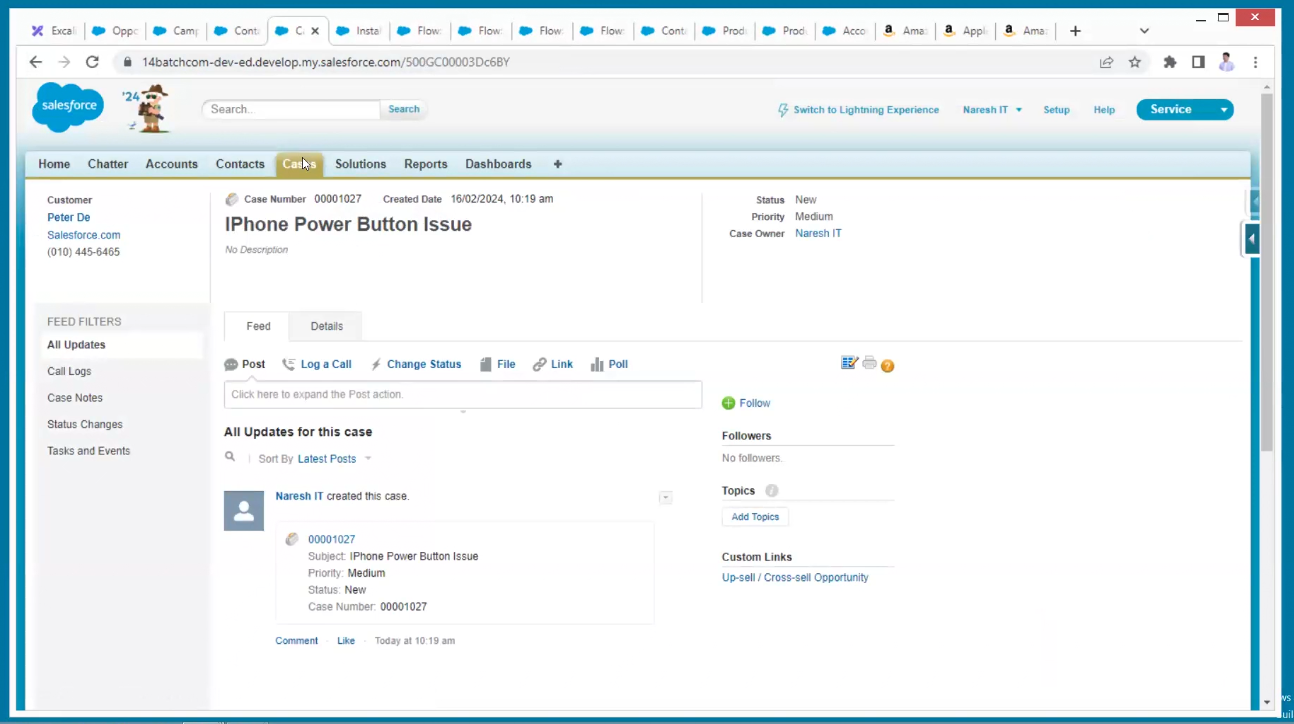 Excal
Oppo
Camp
Conta
C
Instal
Flow:
Flow:
Flow:
Flow:
Conta
Produ
Produ
Acco
Ama
Apple
Ama
14batchcom-dev-ed.develop.my.salesforce.com/500GC00003Dc6BY
salesforce
'24
Search..
Search
Switch to Lightning Experience
Naresh IT
Setup
Help
Service
Home Chatter Accounts Contacts Cases Solutions Reports Dashboards +
Customer
Peter De
Salesforce.com
(010) 445-6465
Case Number 00001027 Created Date 16/02/2024, 10:19 am
IPhone Power Button Issue
No Description
Status New
Priority Medium
Case Owner Naresh IT
FEED FILTERS
All Updates
Call Logs
Case Notes
Status Changes
Tasks and Events
Feed Details
Post Log a Call Change Status File Link Poll
Click here to expand the Post action.
All Updates for this case
Sort By Latest Posts
Naresh IT created this case.
00001027
Subject: IPhone Power Button Issue
Priority: Medium
Status: New
Case Number: 00001027
Comment · Like · Today at 10:19 am
Follow
Followers
No followers.
Topics
Add Topics
Custom Links
Up-sell / Cross-sell Opportunity